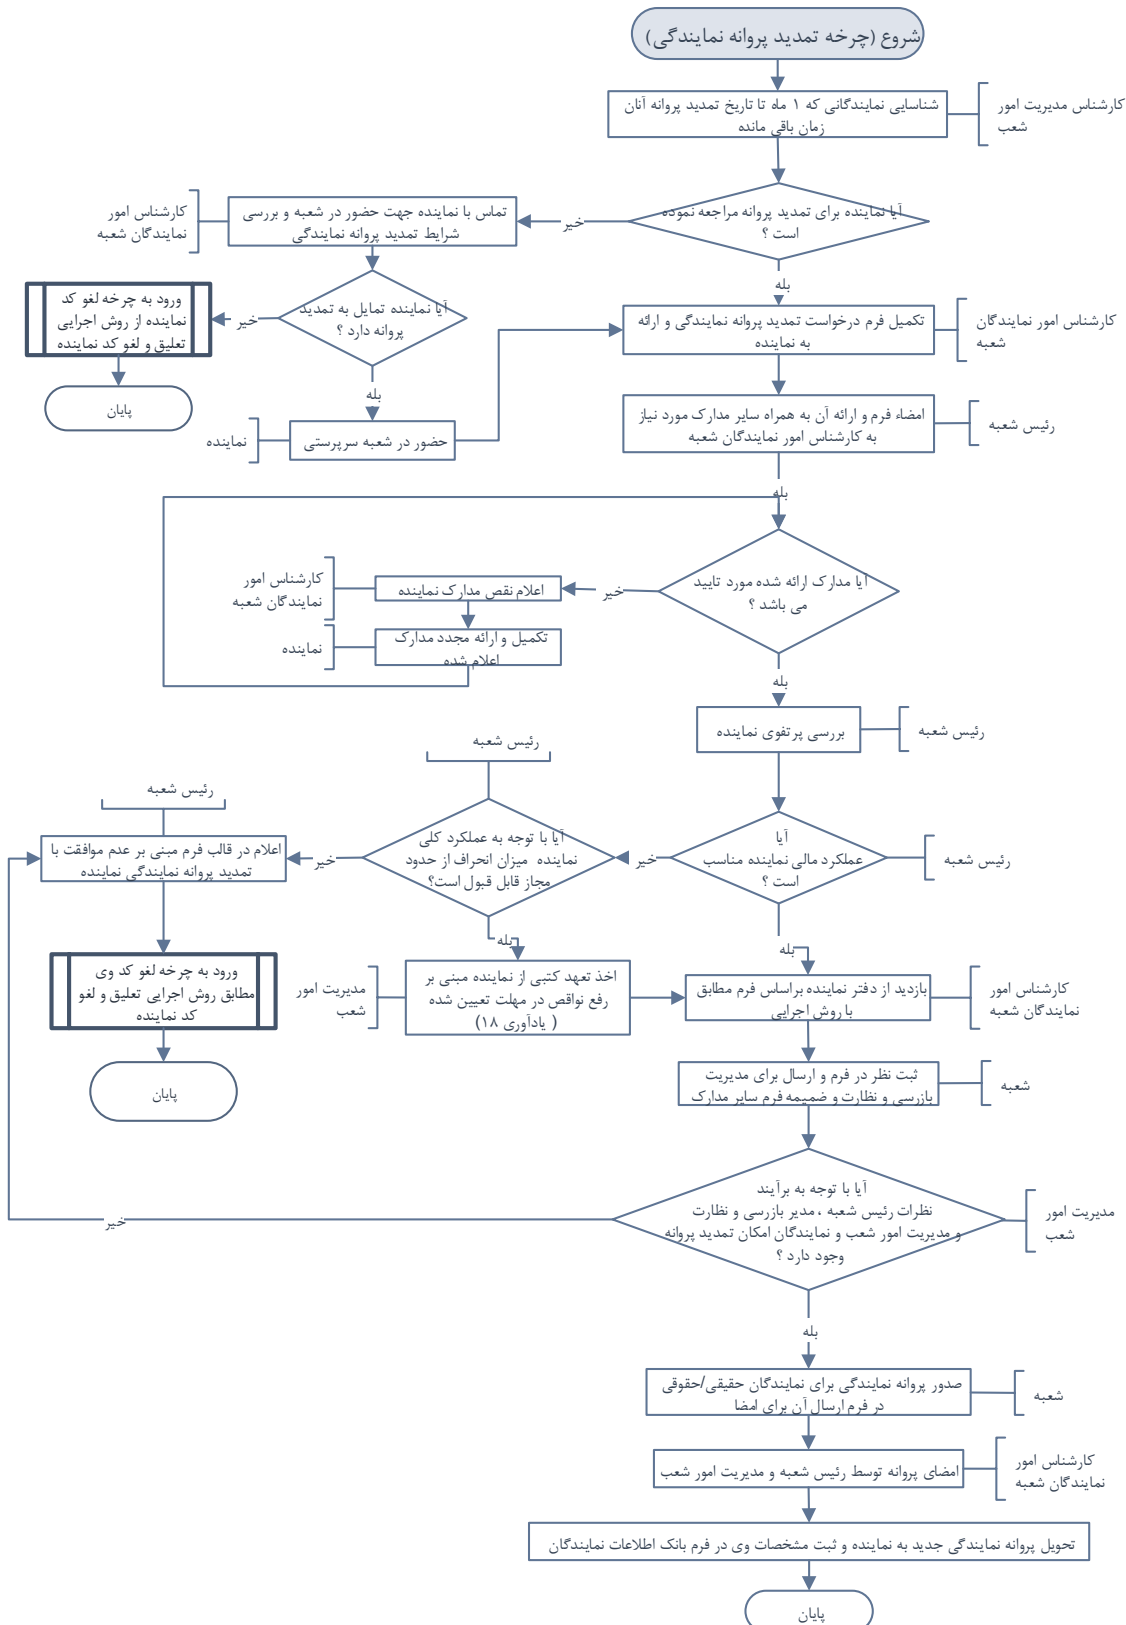 شروع (چرخه تمدید پروانه نمایندگی)
شناسایی نمایندگانی که ۱ ماه تا تاریخ تمدید پروانه آنان
زمان باقی مانده
کارشناس مدیریت امور
شعب
آیا نماینده برای تمدید پروانه مراجعه نموده
است ؟
خیر
تماس با نماینده جهت حضور در شعبه و بررسی
شرایط تمدید پروانه نمایندگی
کارشناس امور
نمایندگان شعبه
آیا نماینده تمایل به تمدید
پروانه دارد ؟
خیر
ورود به چرخه لغو کد
نماینده از روش اجرایی
تعلیق و لغو کد نماینده
پایان
بله
حضور در شعبه سرپرستی
نماینده
بله
تکمیل فرم درخواست تمدید پروانه نمایندگی و ارائه
به نماینده
کارشناس امور نمایندگان
شعبه
امضاء فرم و ارائه آن به همراه سایر مدارک مورد نیاز
به کارشناس امور نمایندگان شعبه
رئیس شعبه
بله
آیا مدارک ارائه شده مورد تایید
می باشد ؟
خیر
اعلام نقص مدارک نماینده
کارشناس امور
نمایندگان شعبه
تکمیل و ارائه مجدد مدارک
اعلام شده
نماینده
بله
بررسی پرتفوی نماینده
رئیس شعبه
آیا
عملکرد مالی نماینده مناسب
است ؟
رئیس شعبه
خیر
آیا با توجه به عملکرد کلی
نماینده میزان انحراف از حدود
مجاز قابل قبول است؟
رئیس شعبه
خیر
اعلام در قالب فرم مبنی بر عدم موافقت با
تمدید پروانه نمایندگی نماینده
رئیس شعبه
ورود به چرخه لغو کد وی
مطابق روش اجرایی تعلیق و لغو
کد نماینده
پایان
بله
اخذ تعهد کتبی از نماینده مبنی بر
رفع نواقص در مهلت تعیین شده
( یادآوری ۱۸)
مدیریت امور
شعب
بله
بازدید از دفتر نماینده براساس فرم مطابق
با روش اجرایی
کارشناس امور
نمایندگان شعبه
ثبت نظر در فرم و ارسال برای مدیریت
بازرسی و نظارت و ضمیمه فرم سایر مدارک
شعبه
آیا با توجه به برآیند
نظرات رئیس شعبه ، مدیر بازرسی و نظارت
و مدیریت امور شعب و نمایندگان امکان تمدید پروانه
وجود دارد ؟
مدیریت امور
شعب
خیر
بله
صدور پروانه نمایندگی برای نمایندگان حقیقی/حقوقی
در فرم ارسال آن برای امضا
شعبه
امضای پروانه توسط رئیس شعبه و مدیریت امور شعب
کارشناس امور
نمایندگان شعبه
تحویل پروانه نمایندگی جدید به نماینده و ثبت مشخصات وی در فرم بانک اطلاعات نمایندگان
پایان